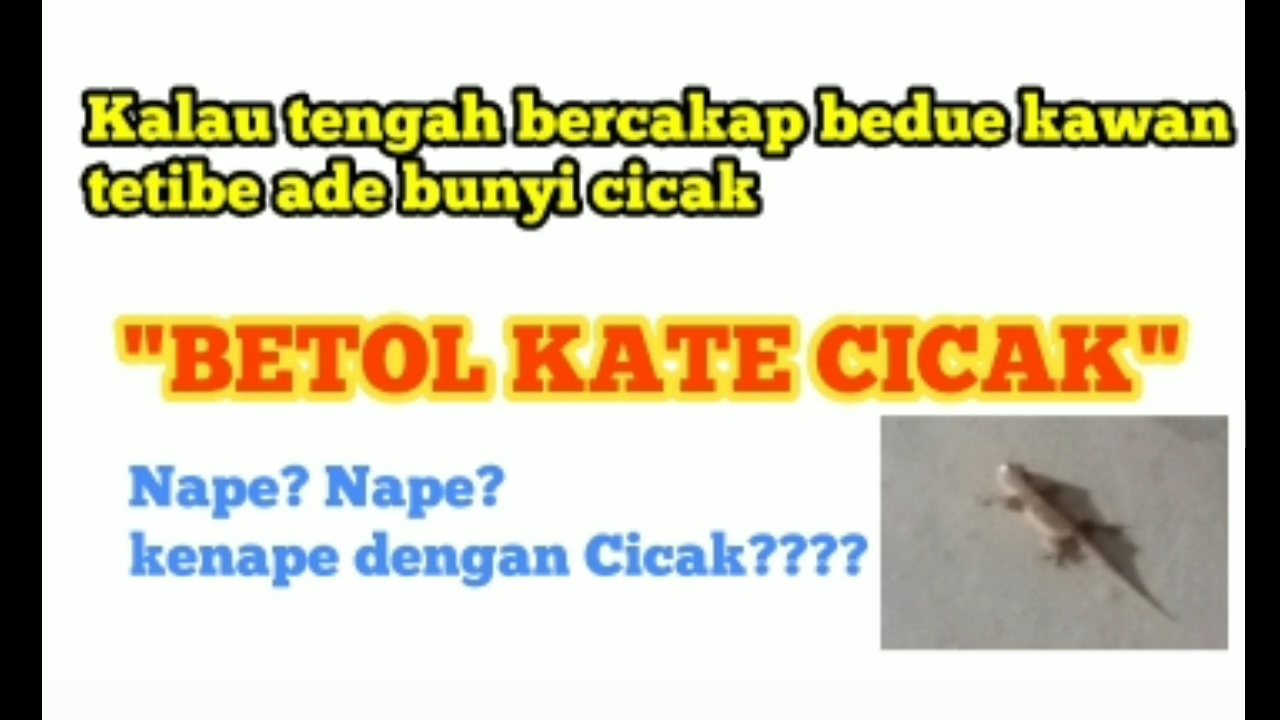 Kalau tengah bercakap bedue kawan
tetibe ade bunyi cicak
"BETOL KATE CICAK"
Nape? Nape?
kenape dengan Cicak????